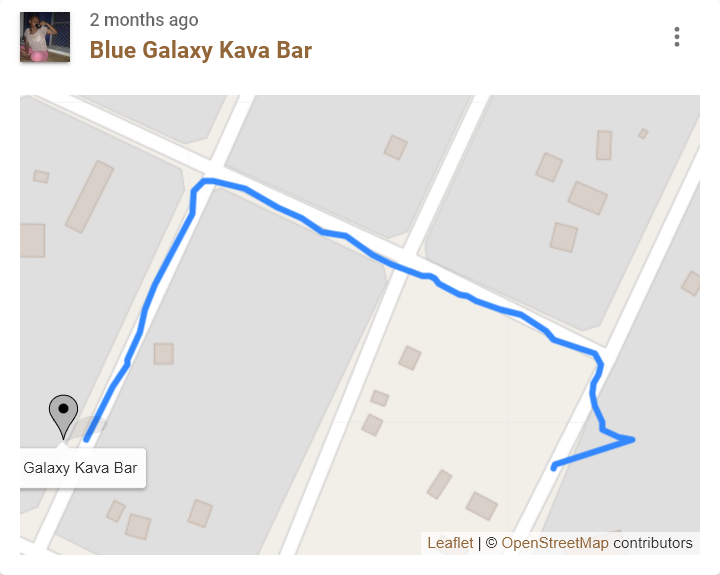 2 months ago
Blue Galaxy Kava Bar
Galaxy Kava Bar
Leaflet | © OpenStreetMap contributors